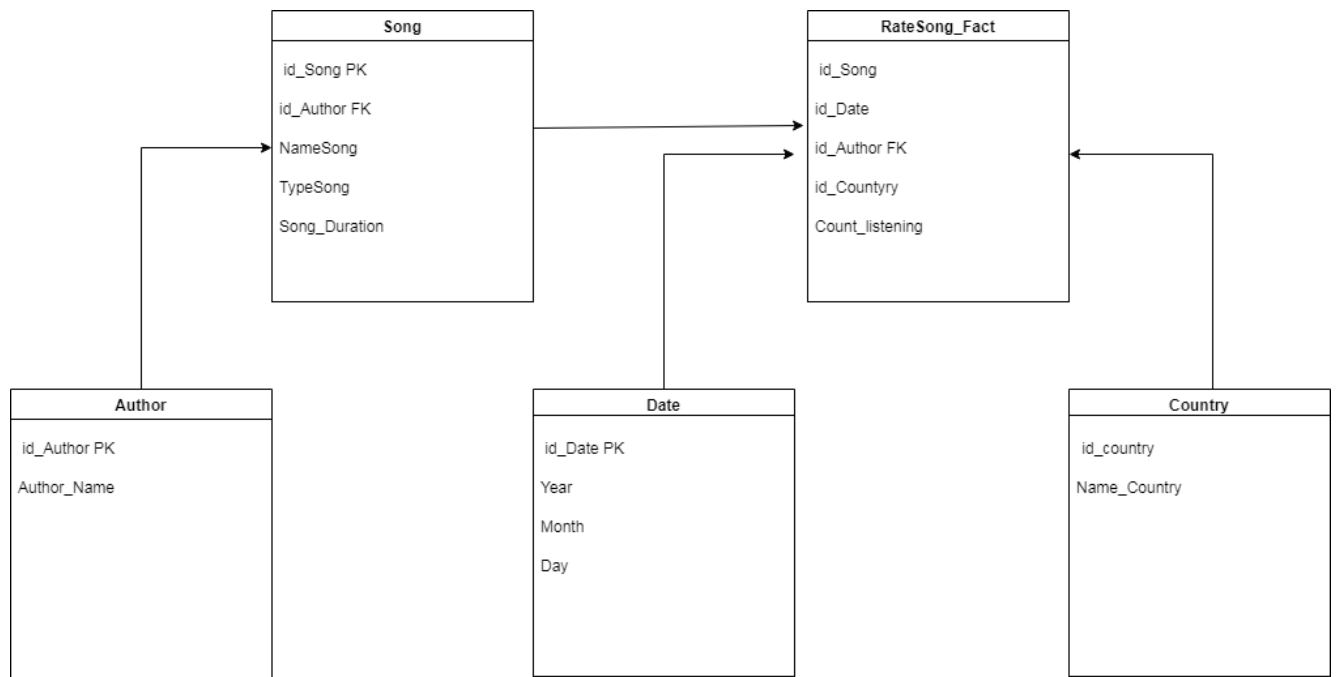 Song
id_Song PK
id_Author FK
NameSong
TypeSong
Song_Duration
RateSong_Fact
id_Song
id_Date
id_Author FK
id_Countyry
Count_listening
Author
id_Author PK
Author_Name
Date
id_Date PK
Year
Month
Day
Country
id_country
Name_Country